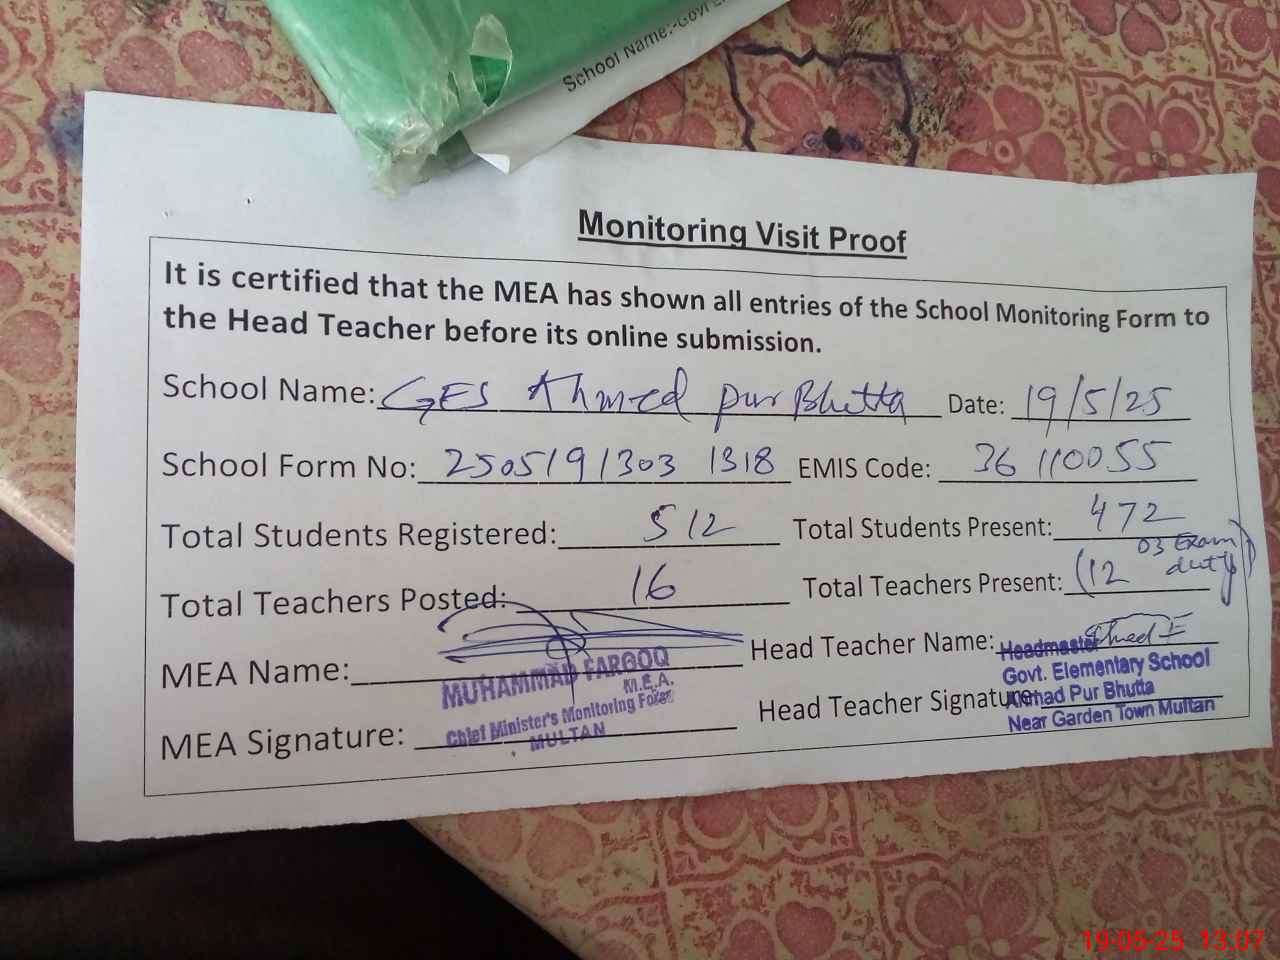 School Name:-Govt
Monitoring Visit Proof
It is certified that the MEA has shown all entries of the School Monitoring Form to
the Head Teacher before its online submission.
School Name: GES Ahmed pur Bhutta Date: 19/5/25
School Form No: 2505191303 1318 EMIS Code: 36 110055
Total Students Registered: 512 Total Students Present: 472
Total Teachers Posted: 16 Total Teachers Present: (12 03 Exam duty)
MEA Name: Head Teacher Name:
MUHAMMAD FAROOQ
M.E.A.
Chief Minister's Monitoring Force
MULTAN
Headmaster
Govt. Elementary School
Ahmad Pur Bhutta
Near Garden Town Multan
MEA Signature: Head Teacher Signature
19-05-25 13:07